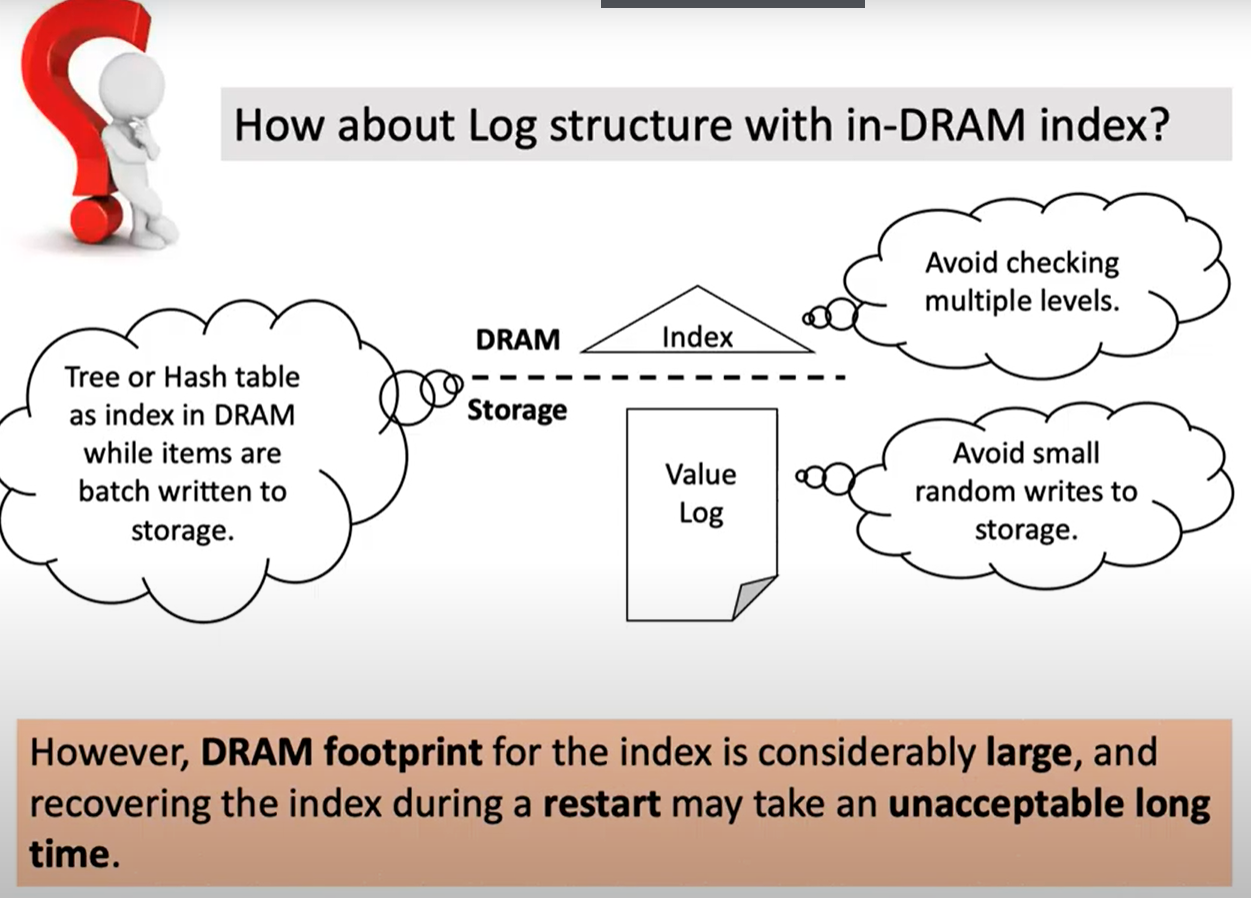 How about Log structure with in-DRAM index?
Avoid checking
multiple levels.
DRAM
Index
Tree or Hash table
as index in DRAM
while items are
batch written to
storage.
Storage
Value
Log
Avoid small
random writes to
storage.
However, DRAM footprint for the index is considerably large, and
recovering the index during a restart may take an unacceptable long
time.